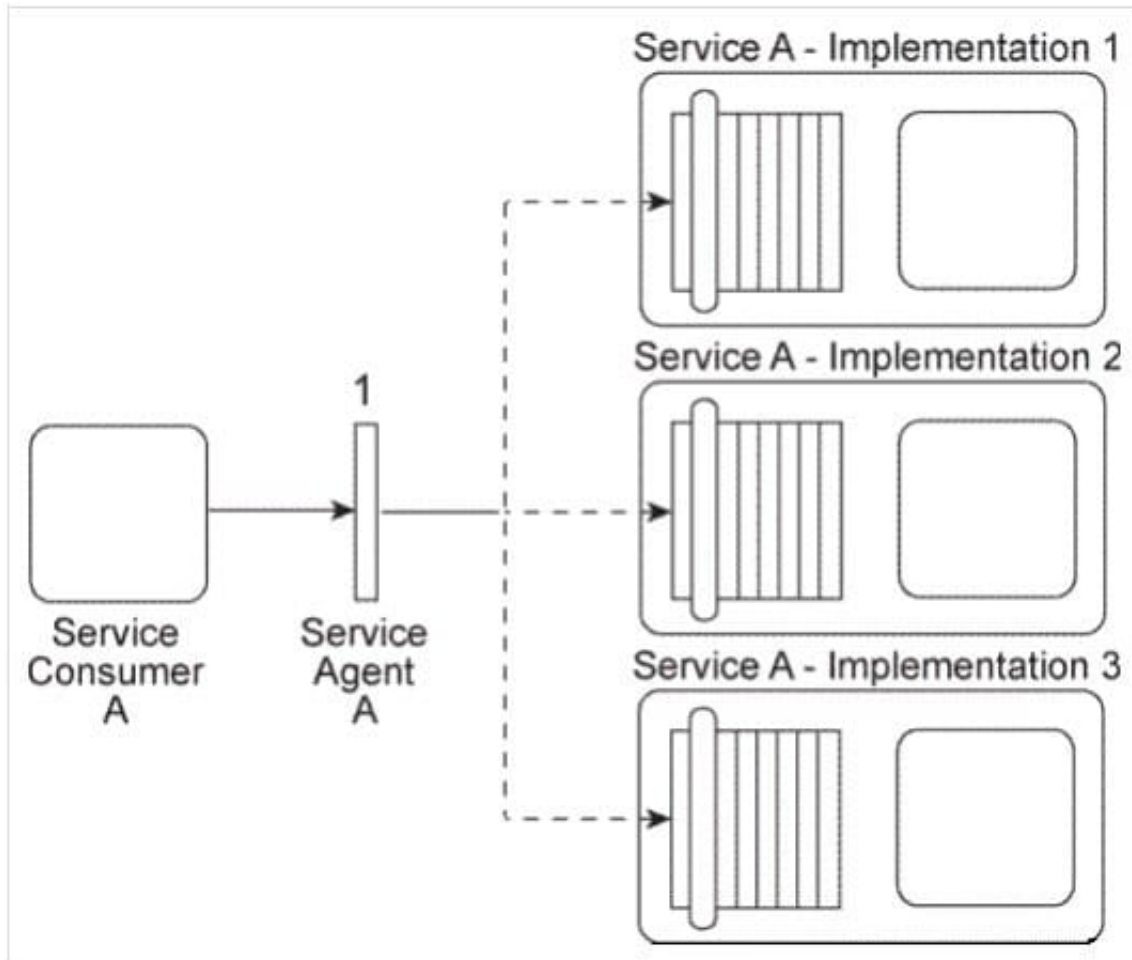 Service A - Implementation 1
Service A - Implementation 2
1
Service
Consumer
A
Service
Agent
A
Service A - Implementation 3